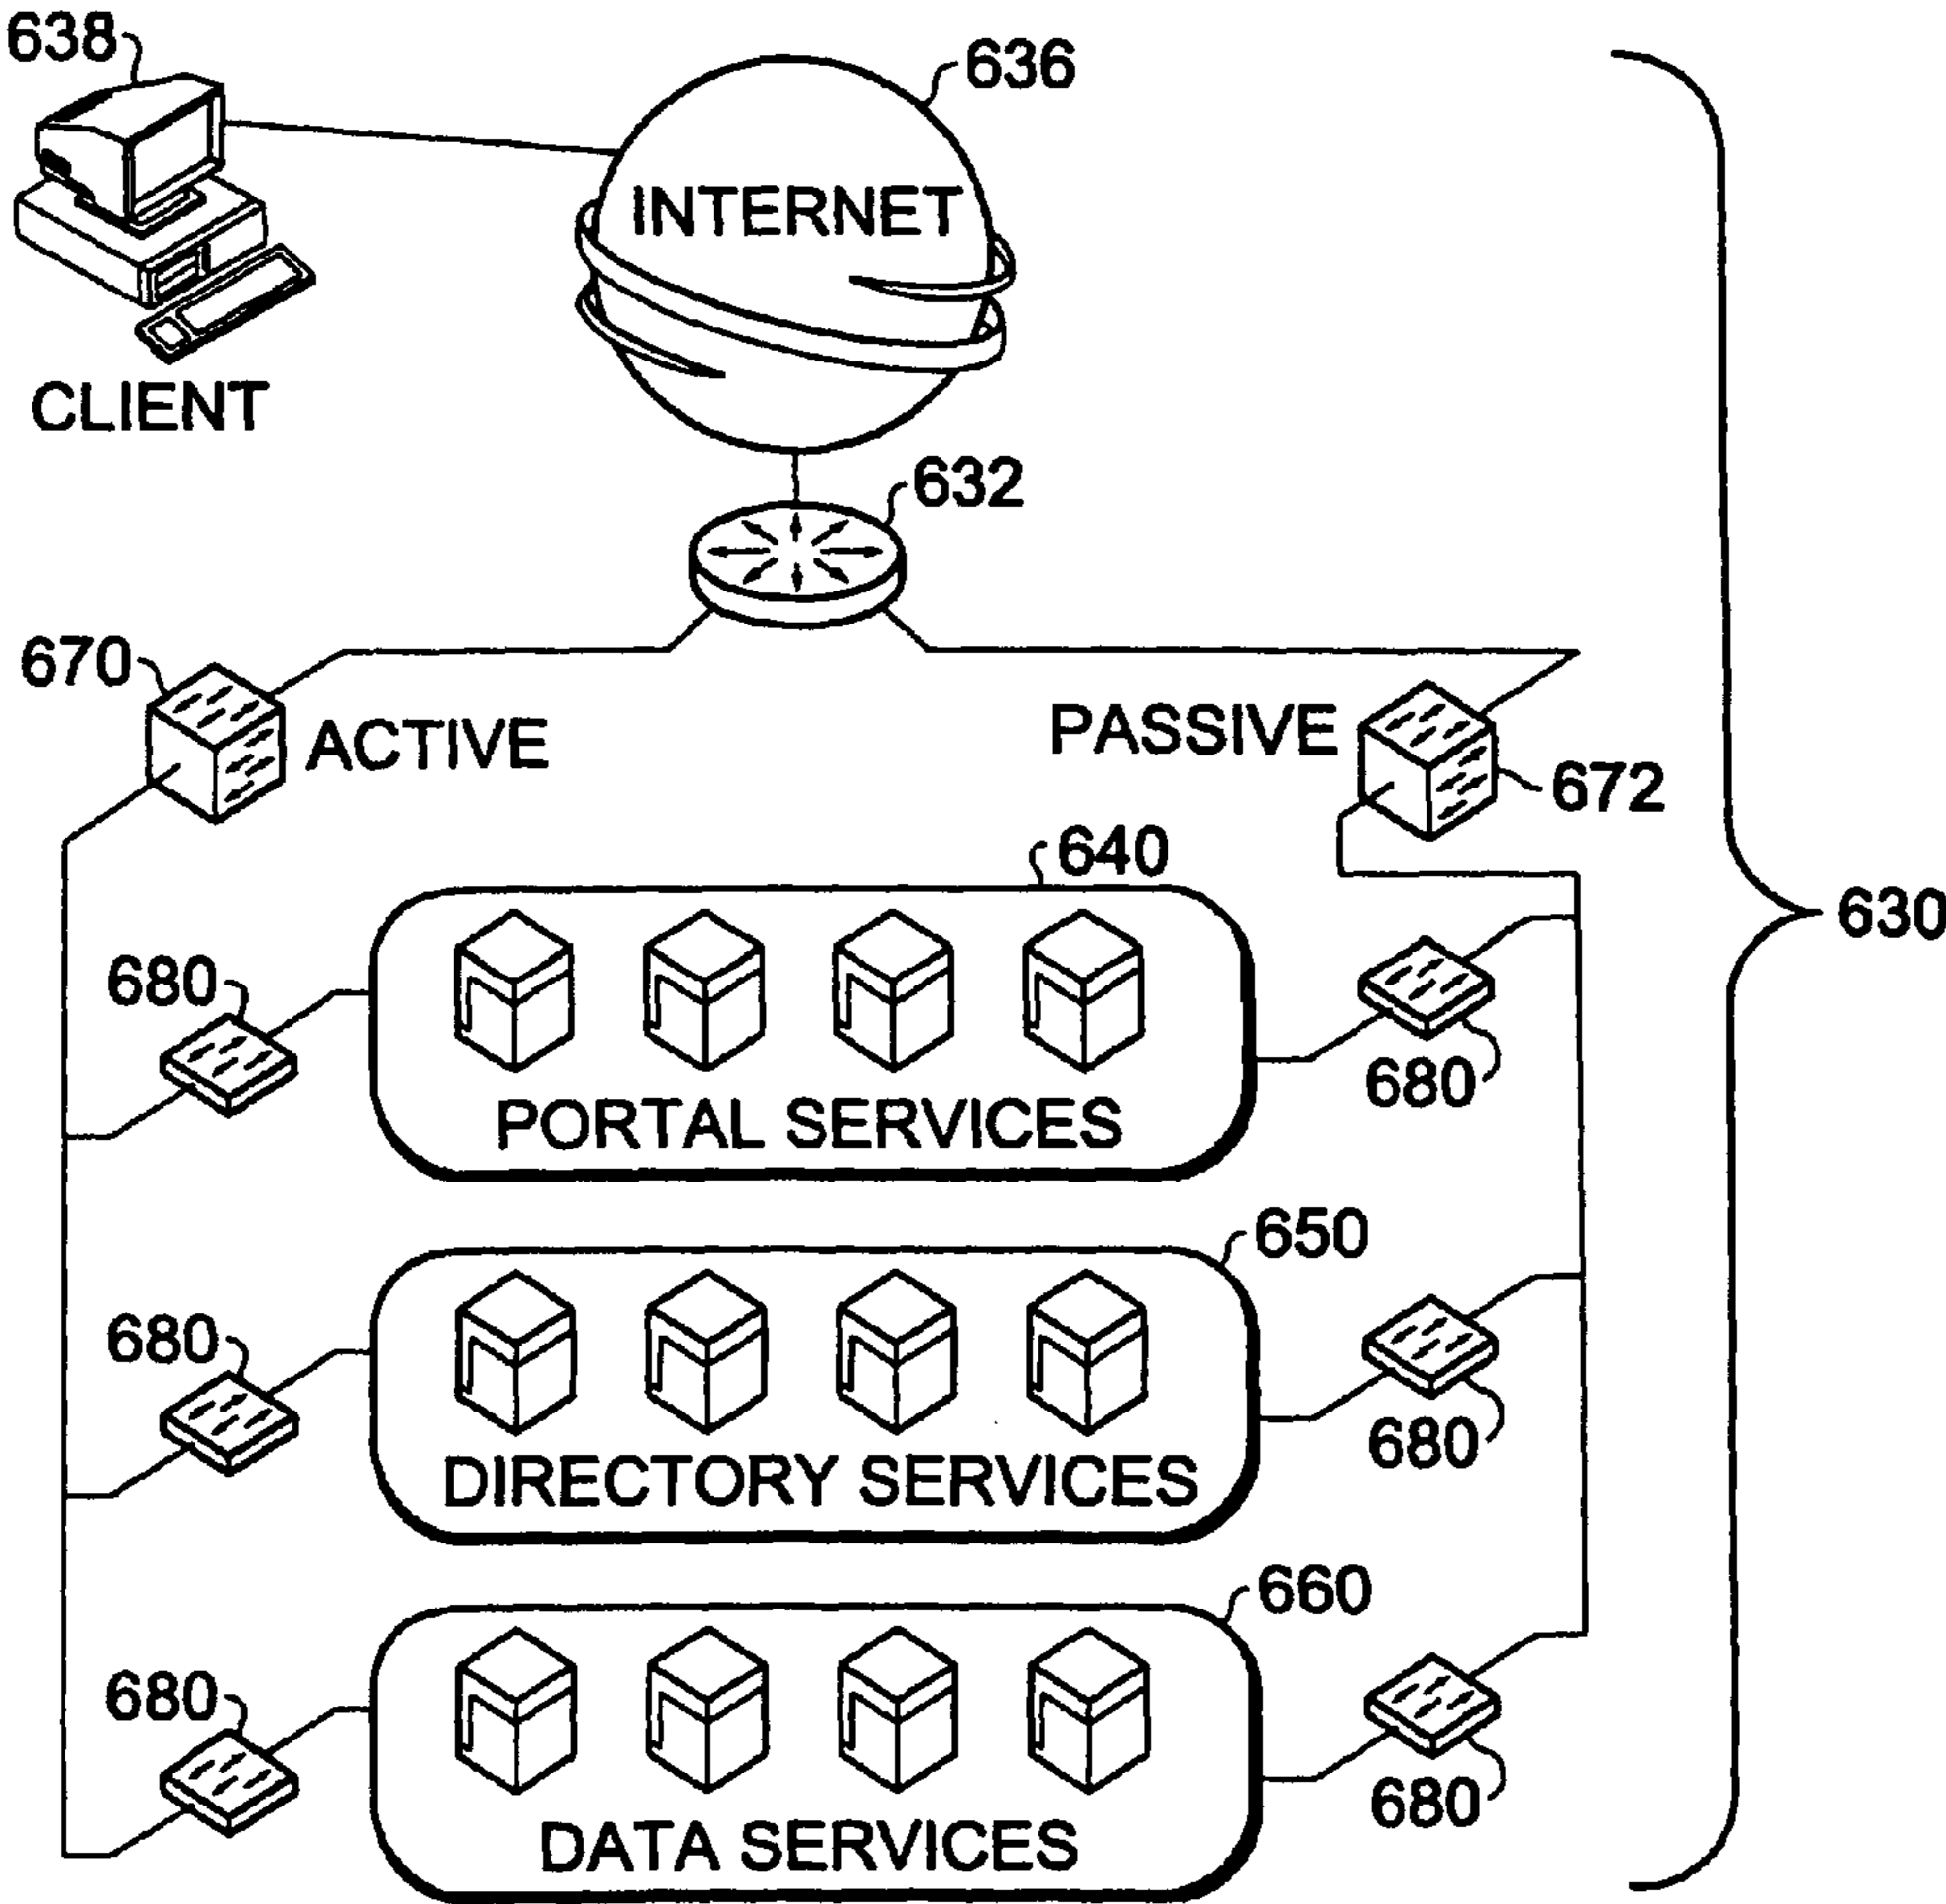 638
636
INTERNET
CLIENT
632
670
ACTIVE
PASSIVE
672
640
630
680
680
PORTAL SERVICES
650
680
680
DIRECTORY SERVICES
660
680
680
DATA SERVICES